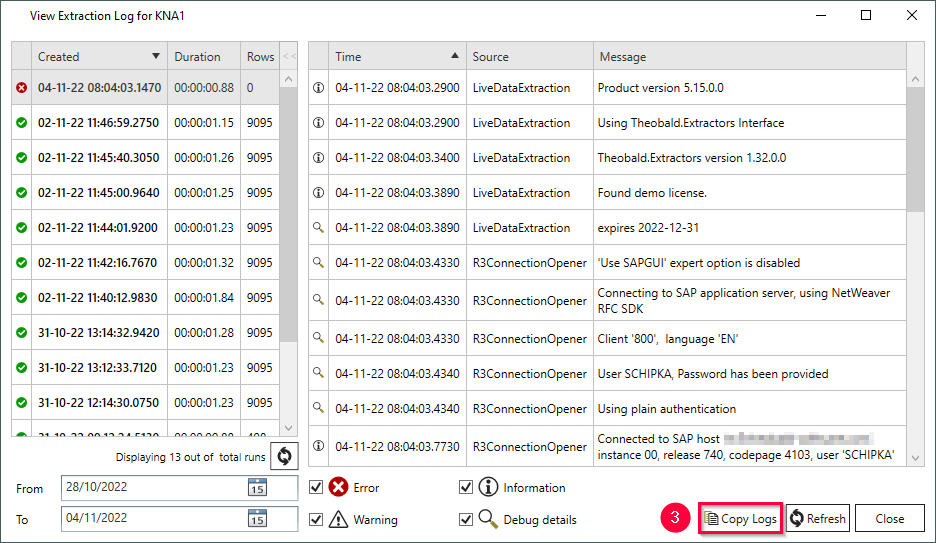 View Extraction Log for KNA1
Created Duration Rows <<
04-11-22 08:04:03.1470 00:00:00.88 0
02-11-22 11:46:59.2750 00:00:01.15 9095
02-11-22 11:45:40.3050 00:00:01.26 9095
02-11-22 11:45:00.9640 00:00:01.25 9095
02-11-22 11:44:01.9200 00:00:01.23 9095
02-11-22 11:42:16.7670 00:00:01.32 9095
02-11-22 11:40:12.9830 00:00:01.84 9095
31-10-22 13:14:32.9420 00:00:01.28 9095
31-10-22 13:12:33.7120 00:00:01.23 9095
31-10-22 12:14:30.0750 00:00:01.23 9095
Displaying 13 out of total runs
From 28/10/2022 15
To 04/11/2022 15
Time Source Message
04-11-22 08:04:03.2900 LiveDataExtraction Product version 5.15.0.0
04-11-22 08:04:03.2900 LiveDataExtraction Using Theobald.Extractors Interface
04-11-22 08:04:03.3400 LiveDataExtraction Theobald.Extractors version 1.32.0.0
04-11-22 08:04:03.3890 LiveDataExtraction Found demo license.
04-11-22 08:04:03.3890 LiveDataExtraction expires 2022-12-31
04-11-22 08:04:03.4330 R3ConnectionOpener 'Use SAPGUI' expert option is disabled
04-11-22 08:04:03.4330 R3ConnectionOpener Connecting to SAP application server, using NetWeaver
RFC SDK
04-11-22 08:04:03.4330 R3ConnectionOpener Client '800', language 'EN'
04-11-22 08:04:03.4340 R3ConnectionOpener User SCHIPKA, Password has been provided
04-11-22 08:04:03.4340 R3ConnectionOpener Using plain authentication
04-11-22 08:04:03.7730 R3ConnectionOpener Connected to SAP host
instance 00, release 740, codepage 4103, user 'SCHIPKA'
Error Information
Warning Debug details
3 Copy Logs Refresh Close